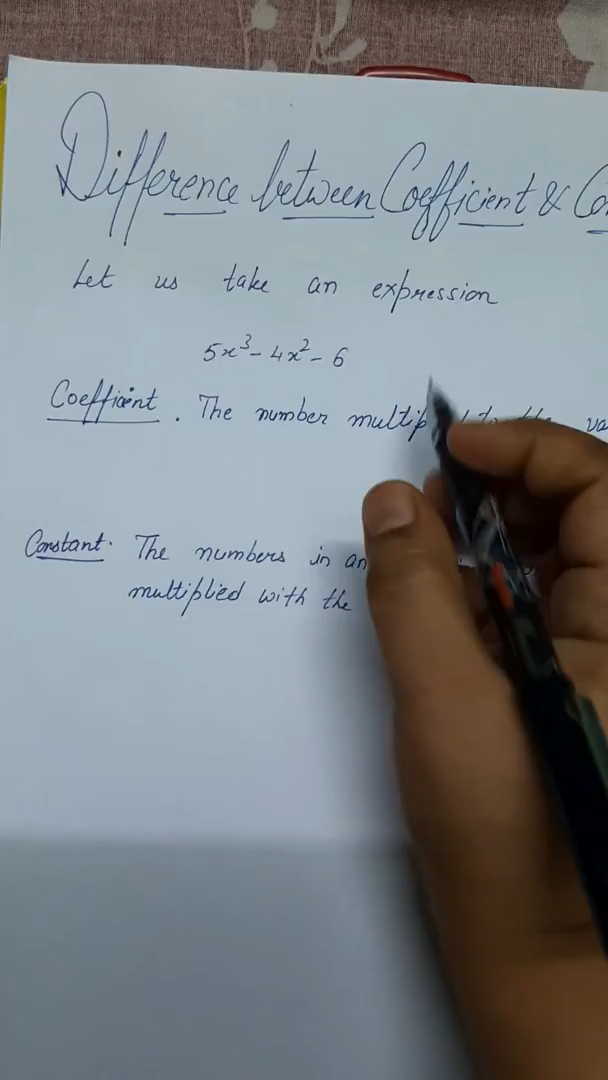 Difference between Coefficient &
Let us take an expression
5x³ - 4x² - 6
Coefficient . The number
Constant. The numbers in an
multiplied with the